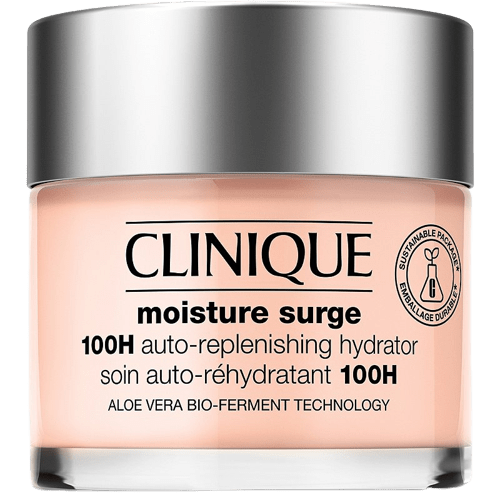 CLINIQUE
moisture surge
100H auto-replenishing hydrator
soin auto-réhydratant 100H
ALOE VERA BIO-FERMENT TECHNOLOGY
SUSTAINABLE PACKAGE*
EMBALLAGE DURABLE*